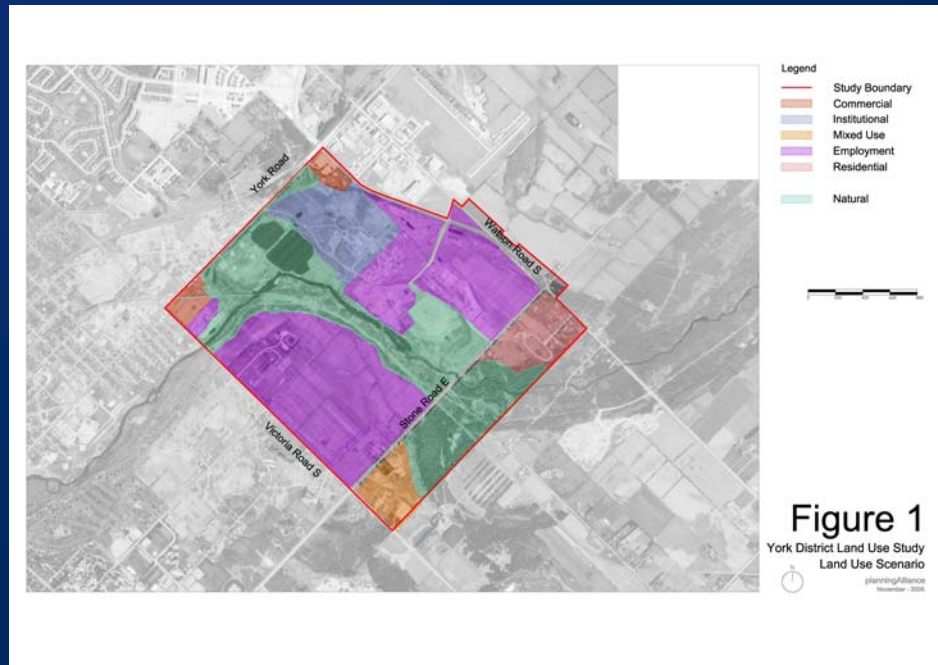 York Road
Watson Road S
Stone Road E
Victoria Road S
Legend
Study Boundary
Commercial
Institutional
Mixed Use
Employment
Residential
Natural
Figure 1
York District Land Use Study
Land Use Scenario
N
planningAlliance
November - 2005